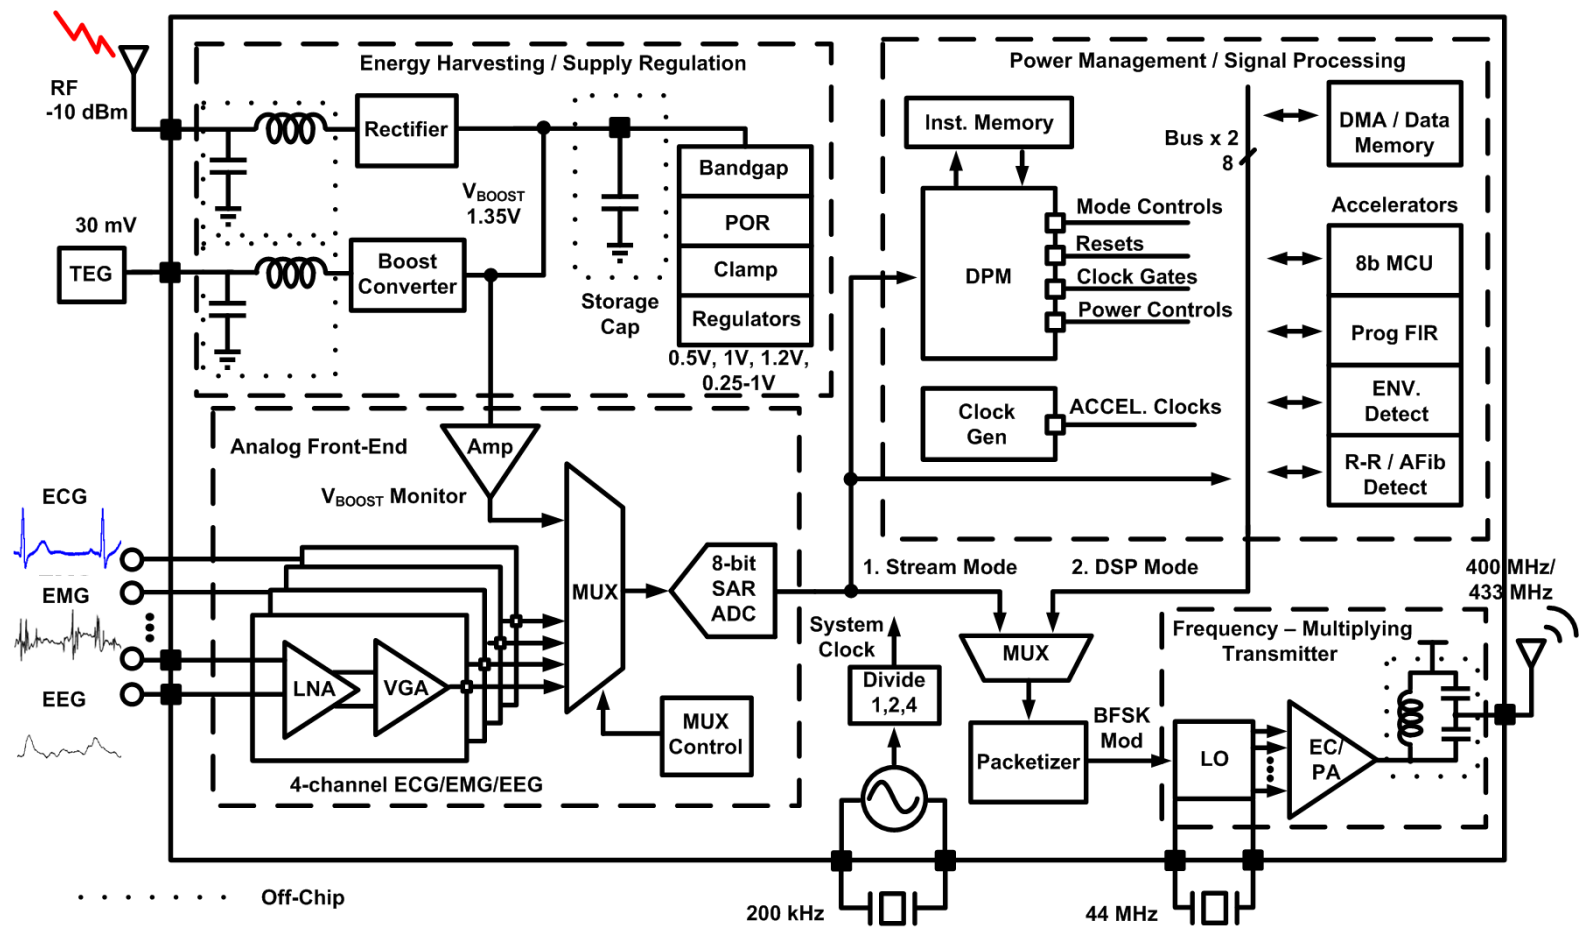 RF
-10 dBm
30 mV
TEG
Energy Harvesting / Supply Regulation
Rectifier
VBOOST
1.35V
Boost
Converter
Storage
Cap
Bandgap
POR
Clamp
Regulators
0.5V, 1V, 1.2V,
0.25-1V
Power Management / Signal Processing
Inst. Memory
DPM
Mode Controls
Resets
Clock Gates
Power Controls
Clock
Gen
ACCEL. Clocks
Bus x 2
8
DMA / Data
Memory
Accelerators
8b MCU
Prog FIR
ENV.
Detect
R-R / AFib
Detect
Analog Front-End
Amp
VBOOST Monitor
ECG
EMG
EEG
LNA
VGA
MUX
MUX
Control
4-channel ECG/EMG/EEG
8-bit
SAR
ADC
1. Stream Mode
2. DSP Mode
System
Clock
Divide
1,2,4
MUX
Packetizer
BFSK
Mod
400 MHz/
433 MHz
Frequency – Multiplying
Transmitter
LO
EC/
PA
200 kHz
44 MHz
Off-Chip